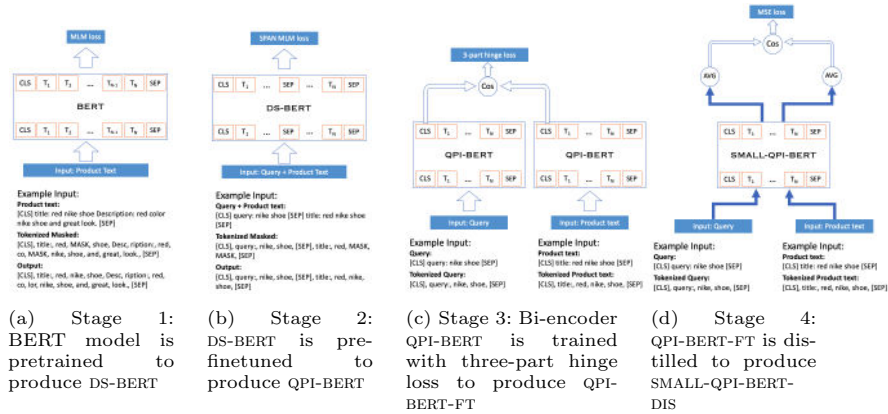 MLM loss
CLS T1 T2 ... TN-1 TN SEP
BERT
CLS T1 T2 ... TN-1 TN SEP
Input: Product Text
Example Input:
Product text:
[CLS] title: red nike shoe Description: red color
nike shoe and great look. [SEP]
Tokenized Masked:
[CLS], title:, red, MASK, shoe, Desc, ription:, red,
co, MASK, nike, shoe, and, great, look., [SEP]
Output:
[CLS], title:, red, nike, shoe, Desc, ription:, red,
co, lor, nike, shoe, and, great, look., [SEP]
(a) Stage 1:
BERT model is
pretrained to
produce DS-BERT
SPAN MLM loss
CLS T1 ... SEP ... TN SEP
DS-BERT
CLS T1 ... SEP ... TN SEP
Input: Query + Product Text
Example Input:
Query + Product text:
[CLS] query: nike shoe [SEP] title: red nike shoe
[SEP]
Tokenized Masked:
[CLS], query:, nike, shoe, [SEP], title:, red, MASK,
MASK, [SEP]
Output:
[CLS], query:, nike, shoe, [SEP], title:, red, nike,
shoe, [SEP]
(b) Stage 2:
DS-BERT is pre-
finetuned to
produce QPI-BERT
3-part hinge loss
Cos
CLS T1 ... TN SEP
QPI-BERT
CLS T1 ... TN SEP
Input: Query
Example Input:
Query:
[CLS] query: nike shoe [SEP]
Tokenized Query:
[CLS], query:, nike, shoe, [SEP]
CLS T1 ... TN SEP
QPI-BERT
CLS T1 ... TN SEP
Input: Product text
Example Input:
Product text:
[CLS] title: red nike shoe [SEP]
Tokenized Product text:
[CLS], title:, red, nike, shoe, [SEP]
(c) Stage 3: Bi-encoder
QPI-BERT is trained
with three-part hinge
loss to produce QPI-
BERT-FT
MSE loss
Cos
AVG
AVG
CLS T1 ... TN SEP
SMALL-QPI-BERT
CLS T1 ... TN SEP
Input: Query
Input: Product text
Example Input:
Query:
[CLS] query: nike shoe [SEP]
Tokenized Query:
[CLS], query:, nike, shoe, [SEP]
Example Input:
Product text:
[CLS] title: red nike shoe [SEP]
Tokenized Product text:
[CLS], title:, red, nike, shoe, [SEP]
(d) Stage 4:
QPI-BERT-FT is dis-
tilled to produce
SMALL-QPI-BERT-
DIS